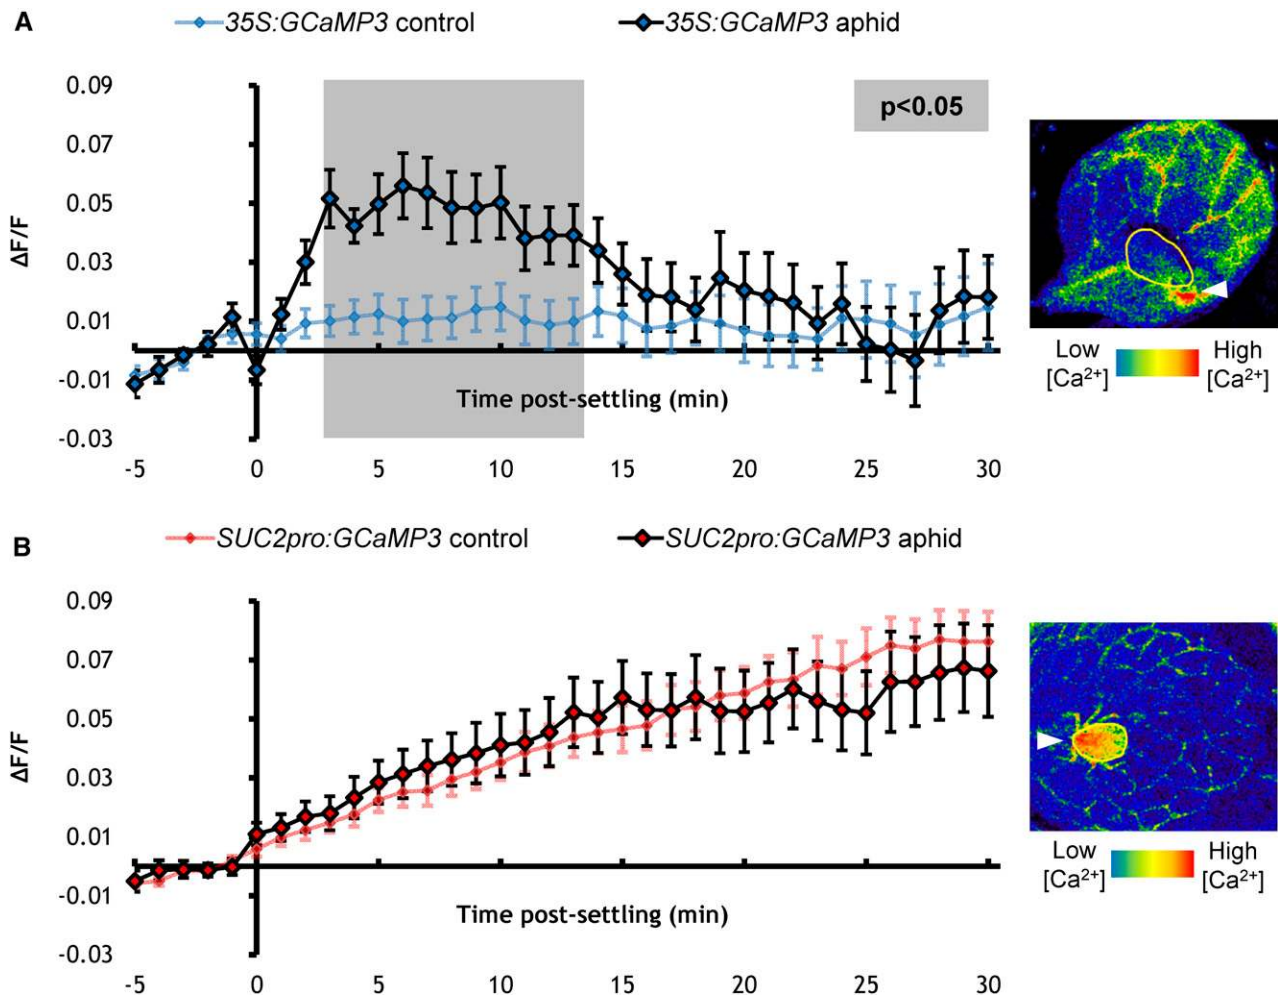 A
35S:GCaMP3 control
35S:GCaMP3 aphid
0.09
0.07
0.05
0.03
0.01
-0.01
-0.03
ΔF/F
p<0.05
Time post-settling (min)
-5 0 5 10 15 20 25 30
Low
[Ca²⁺]
High
[Ca²⁺]
B
SUC2pro:GCaMP3 control
SUC2pro:GCaMP3 aphid
0.09
0.07
0.05
0.03
0.01
-0.01
-0.03
ΔF/F
Time post-settling (min)
-5 0 5 10 15 20 25 30
Low
[Ca²⁺]
High
[Ca²⁺]